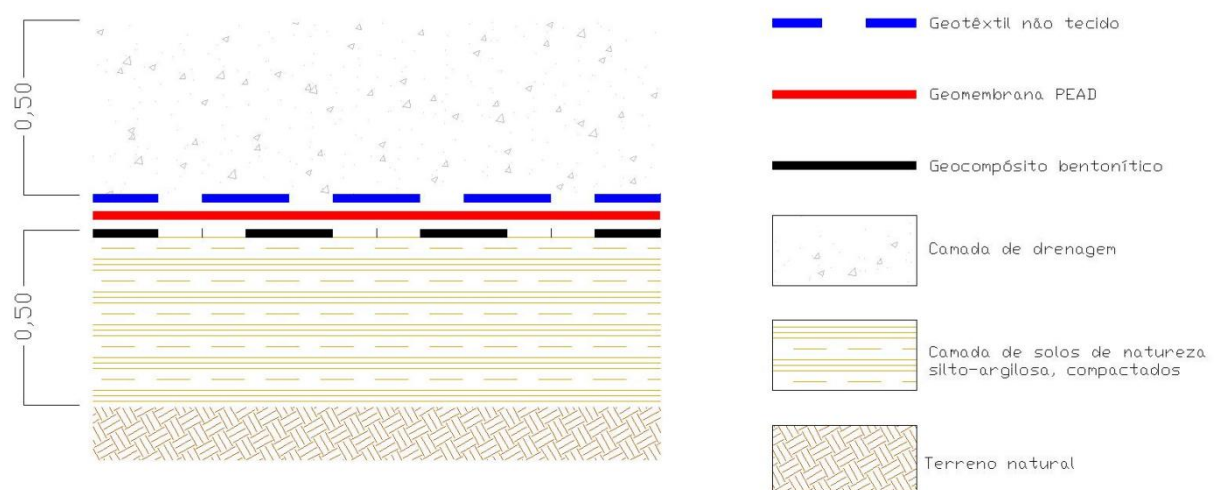 0,50
0,50
Geotêxtil não tecido
Geomembrana PEAD
Geocompósito bentonítico
Camada de drenagem
Camada de solos de natureza
silto-argilosa, compactados
Terreno natural